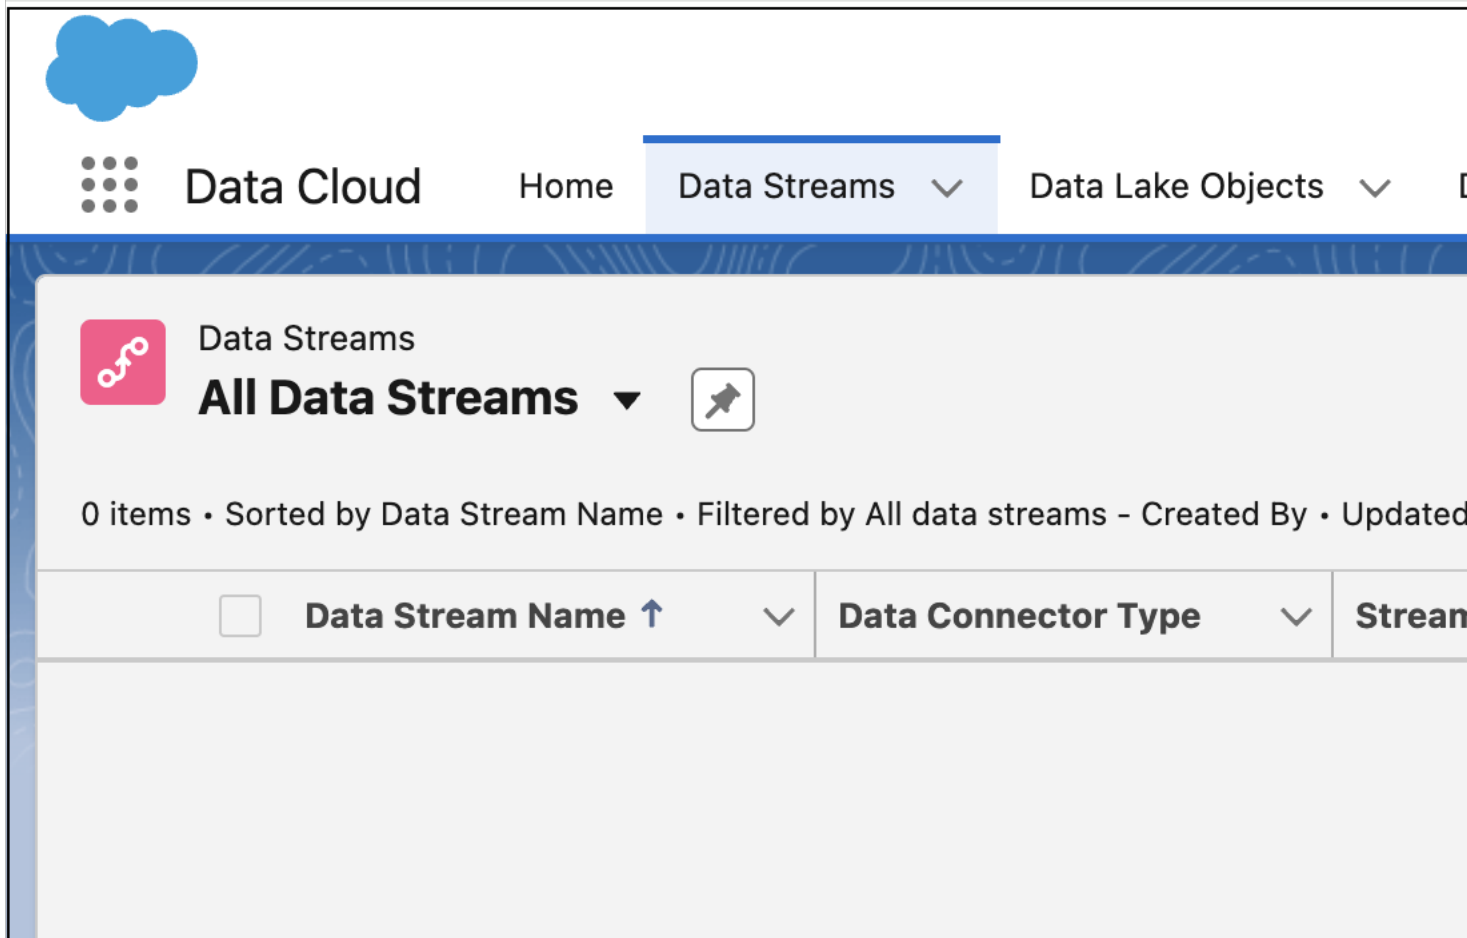 Data Cloud Home Data Streams Data Lake Objects
Data Streams
All Data Streams
0 items • Sorted by Data Stream Name • Filtered by All data streams - Created By • Updated
Data Stream Name ↑ Data Connector Type Stream